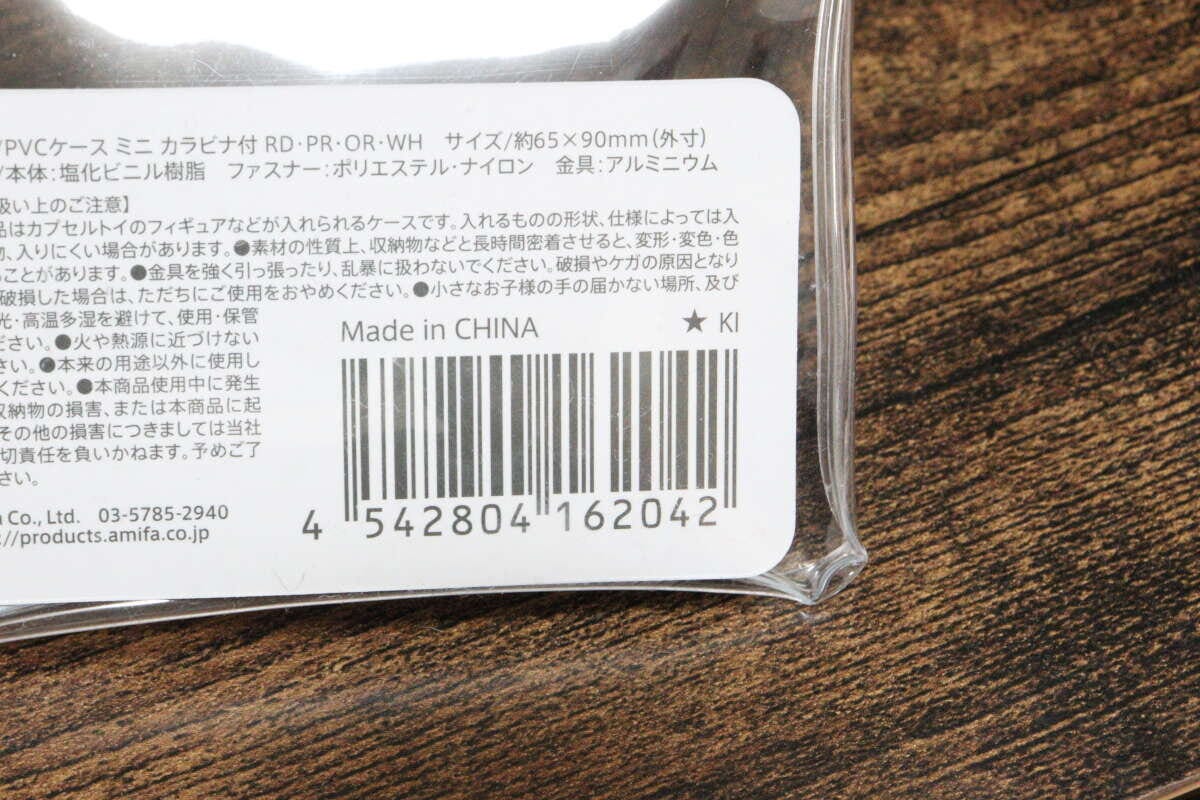 /PVCケース ミニ カラビナ付 RD・PR・OR・WH サイズ/約65×90mm(外寸)
/本体:塩化ビニル樹脂 ファスナー:ポリエステル・ナイロン 金具:アルミニウム
扱い上のご注意】
品はカプセルトイのフィギュアなどが入れられるケースです。入れるものの形状、仕様によっては入
物、入りにくい場合があります。●素材の性質上、収納物などと長時間密着させると、変形・変色・色
ことがあります。●金具を強く引っ張ったり、乱暴に扱わないでください。破損やケガの原因となり
破損した場合は、ただちにご使用をおやめください。●小さなお子様の手の届かない場所、及び
光・高温多湿を避けて、使用・保管
ださい。●火や熱源に近づけない
さい。●本来の用途以外に使用し
ください。●本商品使用中に発生
収納物の損害、または本商品に起
その他の損害につきましては当社
切責任を負いかねます。予めご了
さい。
a Co., Ltd. 03-5785-2940
://products.amifa.co.jp
Made in CHINA ★ KI
4 542804 162042